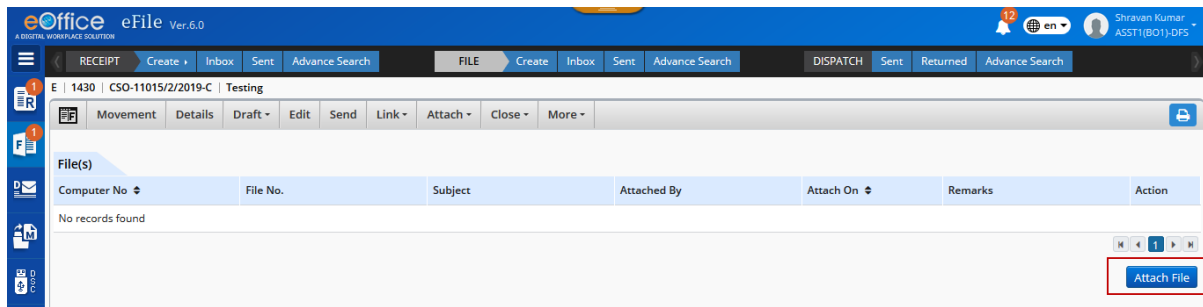 eOffice eFile Ver.6.0
A DIGITAL WORKPLACE SOLUTION
12
en
Shravan Kumar
ASST1(BO1)-DFS
RECEIPT Create Inbox Sent Advance Search FILE Create Inbox Sent Advance Search DISPATCH Sent Returned Advance Search
E | 1430 | CSO-11015/2/2019-C | Testing
1
R
Movement Details Draft Edit Send Link Attach Close More
1
F
File(s)
Computer No File No. Subject Attached By Attach On Remarks Action
D
No records found
M
1
DSC
Attach File